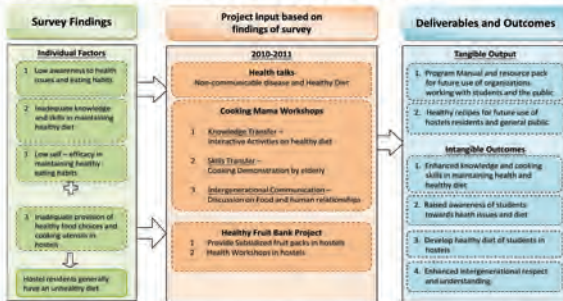 Survey Findings
Individual Factors
1 Low awareness to health
issues and eating habits
2 Inadequate knowledge
and skills in maintaining
healthy diet
3 Low self – efficacy in
maintaining healthy
eating habits
3 Inadequate provision of
healthy food choices and
cooking utensils in
hostels
Hostel residents generally
have an unhealthy diet
Project Input based on
findings of survey
2010-2011
Health talks
Non-communicable disease and Healthy Diet
Cooking Mama Workshops
1 Knowledge Transfer –
Interactive Activities on healthy diet
2 Skills Transfer –
Cooking Demonstration by elderly
3 Intergenerational Communication –
Discussion on Food and human relationships
Healthy Fruit Bank Project
1 Provide Subsidized fruit packs in hostels
2 Health Workshops in hostels
Deliverables and Outcomes
Tangible Output
1. Program Manual and resource pack
for future use of organisations
working with students and the public
2. Healthy recipes for future use of
hostels residents and general public
Intangible Outcomes
1. Enhanced knowledge and cooking
skills in maintaining health and
healthy diet
2. Raised awareness of students
towards heath issues and diet
3. Develop healthy diet of students in
hostels
4. Enhanced intergenerational respect
and understanding